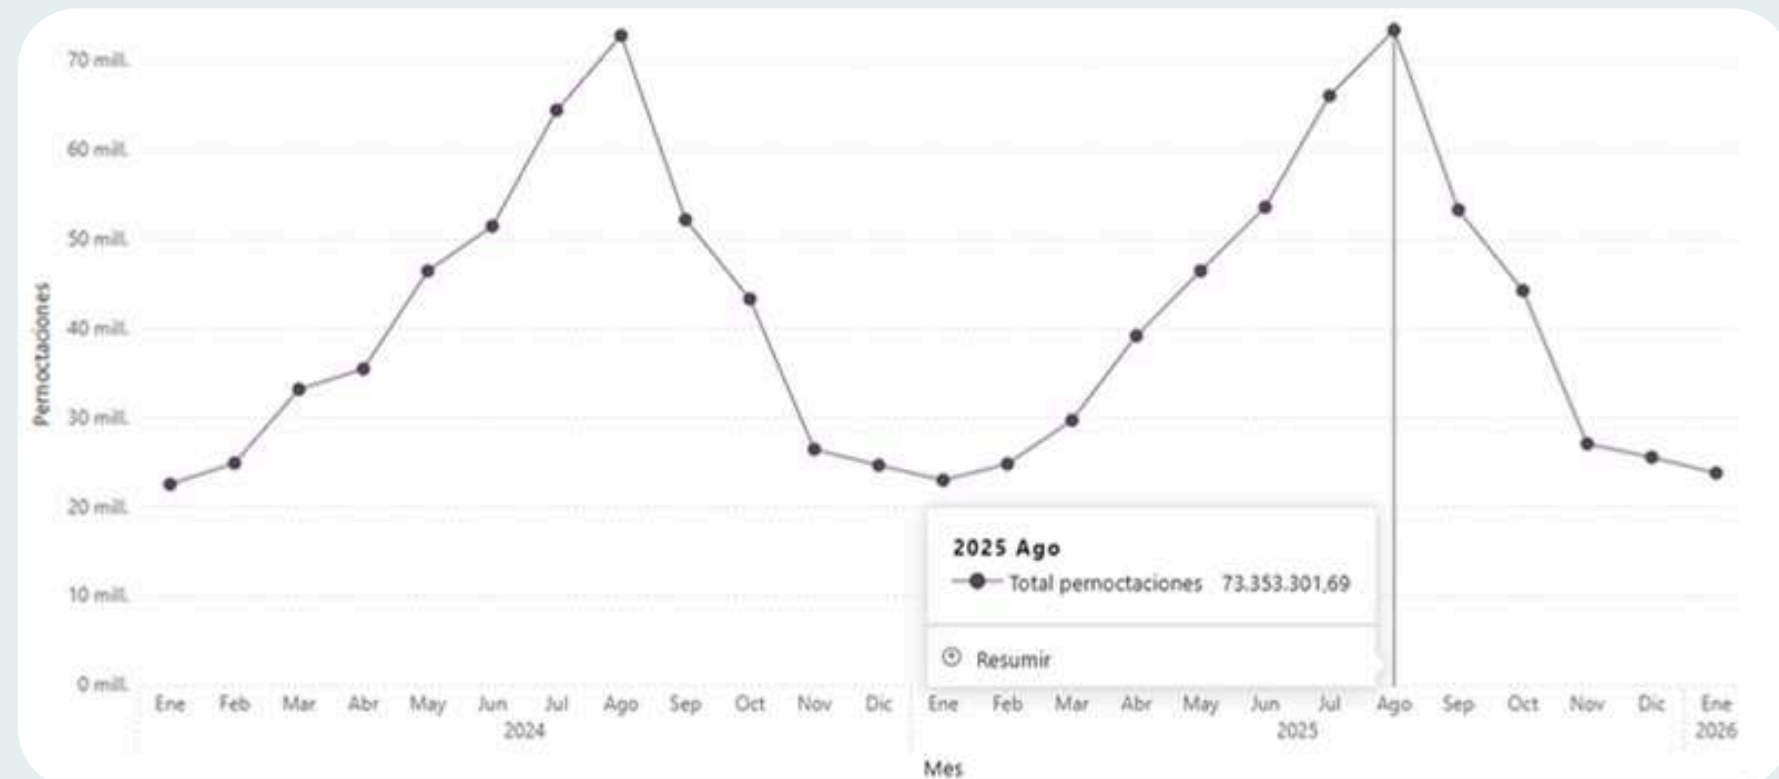 70 mill.
60 mill.
50 mill.
40 mill.
30 mill.
20 mill.
10 mill.
0 mill.
Pernoctaciones
2025 Ago
Total pernoctaciones 73.353.301,69
Resumir
Ene Feb Mar Abr May Jun Jul Ago Sep Oct Nov Dic Ene Feb Mar Abr May Jun Jul Ago Sep Oct Nov Dic Ene
2024 2025 2026
Mes